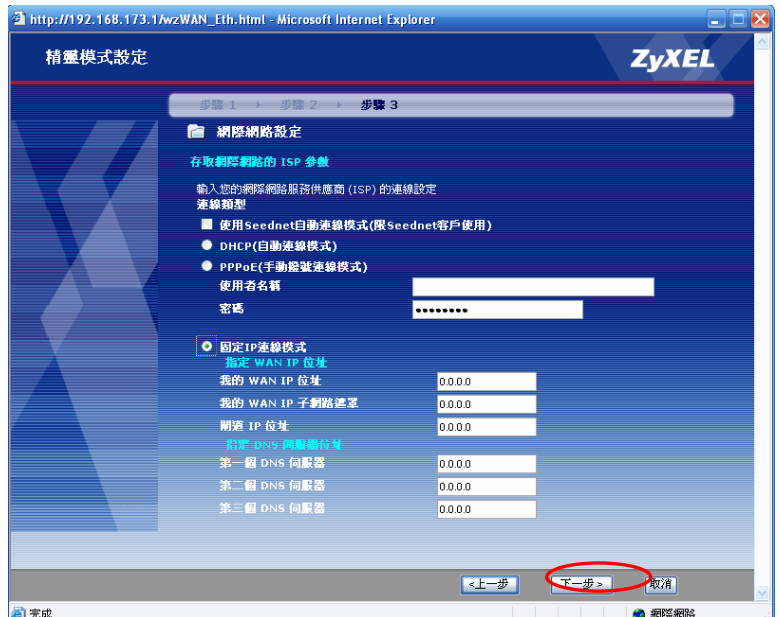 http://192.168.173.1/wzWAN_Eth.html - Microsoft Internet Explorer
精靈模式設定
ZyXEL
步驟 1 › 步驟 2 › 步驟 3
網際網路設定
存取網際網路的 ISP 參數
輸入您的網際網路服務供應商 (ISP) 的連線設定
連線類型
使用Seednet自動連線模式(限Seednet客戶使用)
DHCP(自動連線模式)
PPPoE(手動撥號連線模式)
使用者名稱
密碼 ●●●●●●●●
固定IP連線模式
指定 WAN IP 位址
我的 WAN IP 位址 0.0.0.0
我的 WAN IP 子網路遮罩 0.0.0.0
閘道 IP 位址 0.0.0.0
指定 DNS 伺服器位址
第一個 DNS 伺服器 0.0.0.0
第二個 DNS 伺服器 0.0.0.0
第三個 DNS 伺服器 0.0.0.0
<上一步 下一步> 取消
完成 網際網路